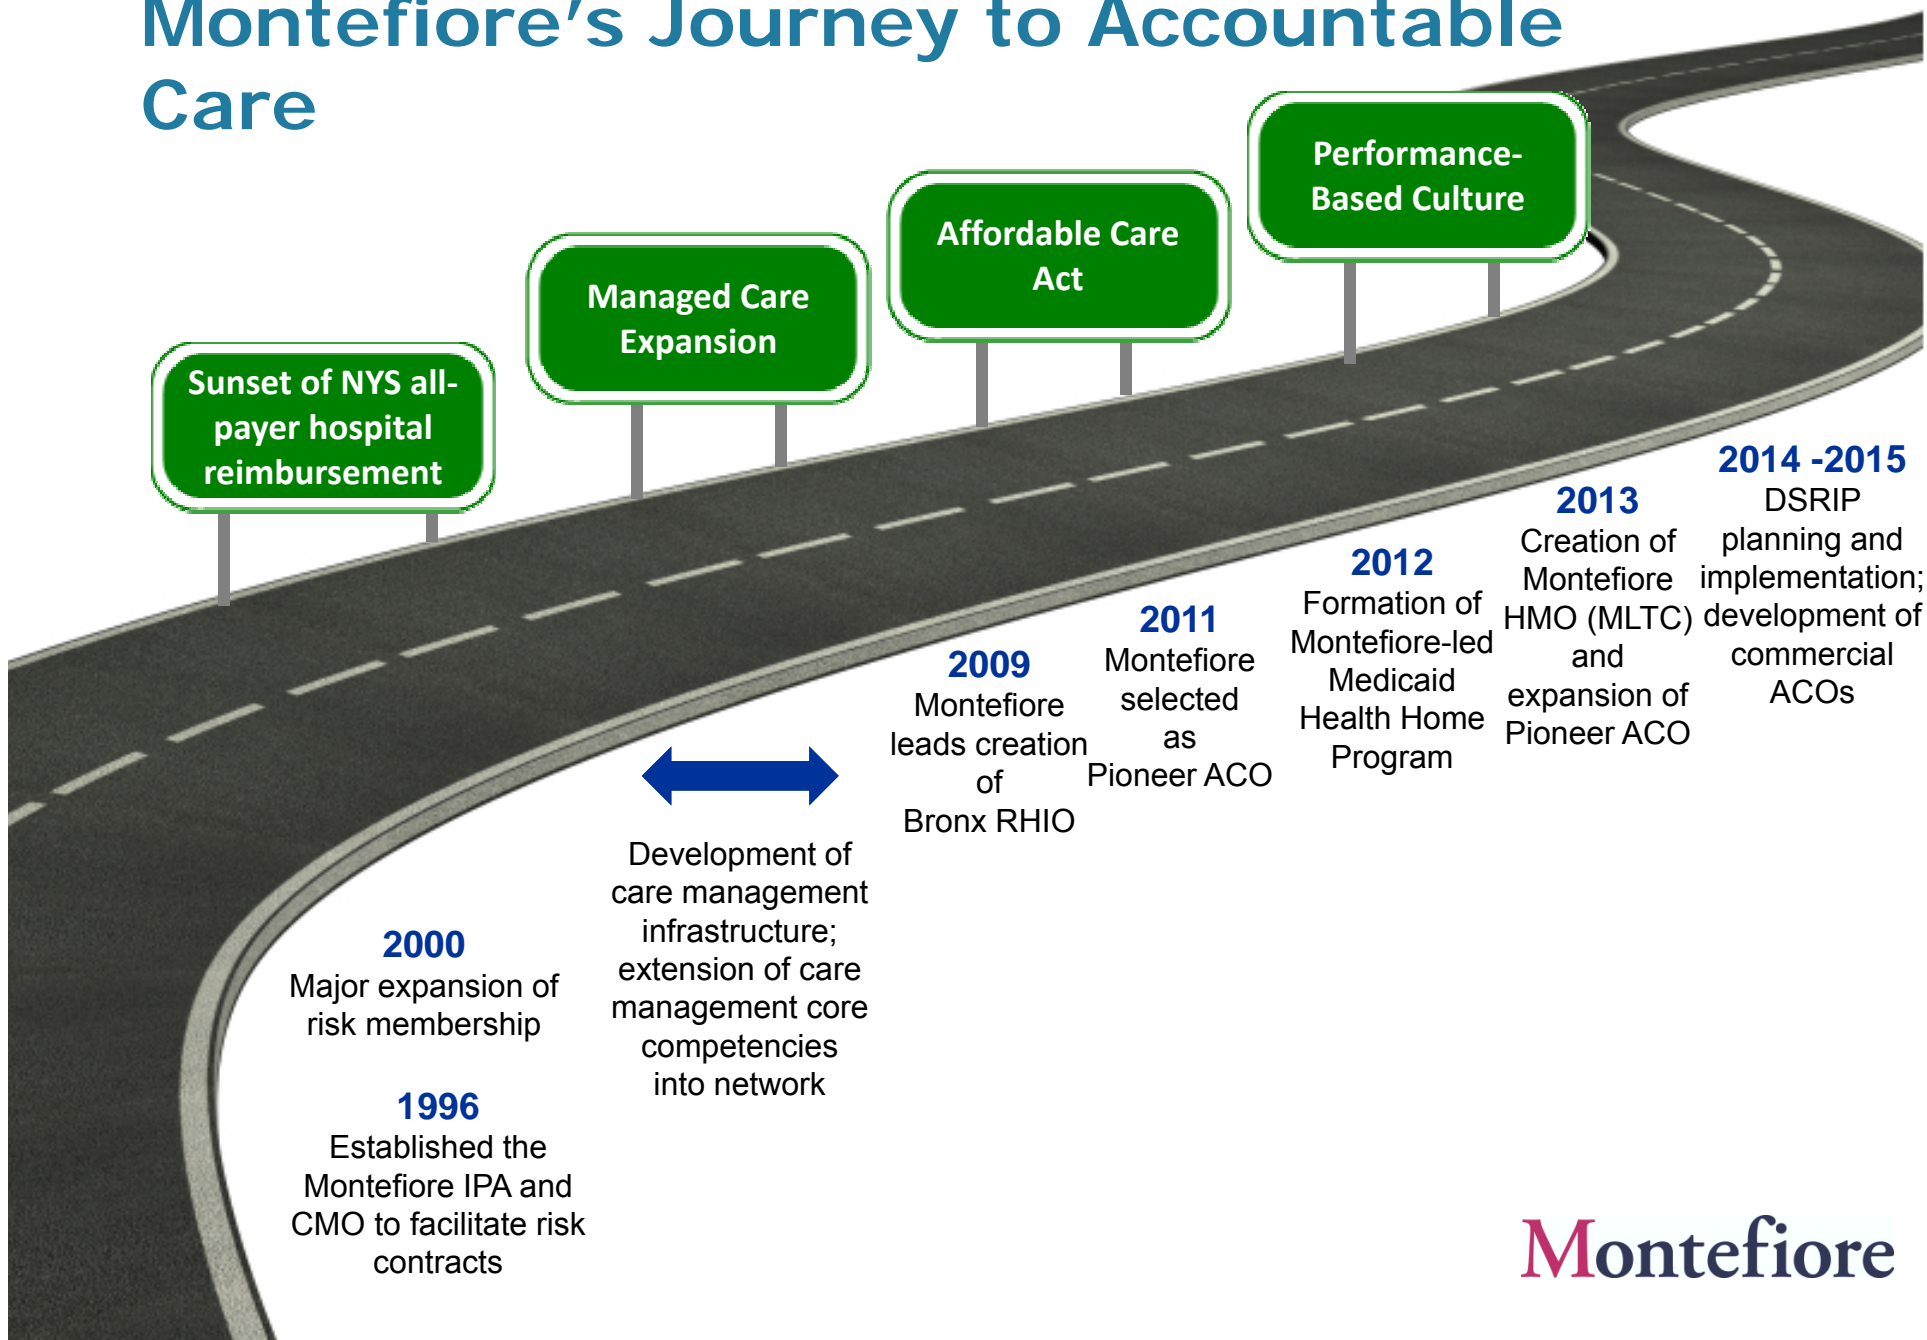 Montefiore's Journey to Accountable
Care
Sunset of NYS all-
payer hospital
reimbursement
Managed Care
Expansion
Affordable Care
Act
Performance-
Based Culture
1996
Established the
Montefiore IPA and
CMO to facilitate risk
contracts
2000
Major expansion of
risk membership
Development of
care management
infrastructure;
extension of care
management core
competencies
into network
2009
Montefiore
leads creation
of
Bronx RHIO
2011
Montefiore
selected
as
Pioneer ACO
2012
Formation of
Montefiore-led
Medicaid
Health Home
Program
2013
Creation of
Montefiore
HMO (MLTC)
and
expansion of
Pioneer ACO
2014 -2015
DSRIP
planning and
implementation;
development of
commercial
ACOs
Montefiore